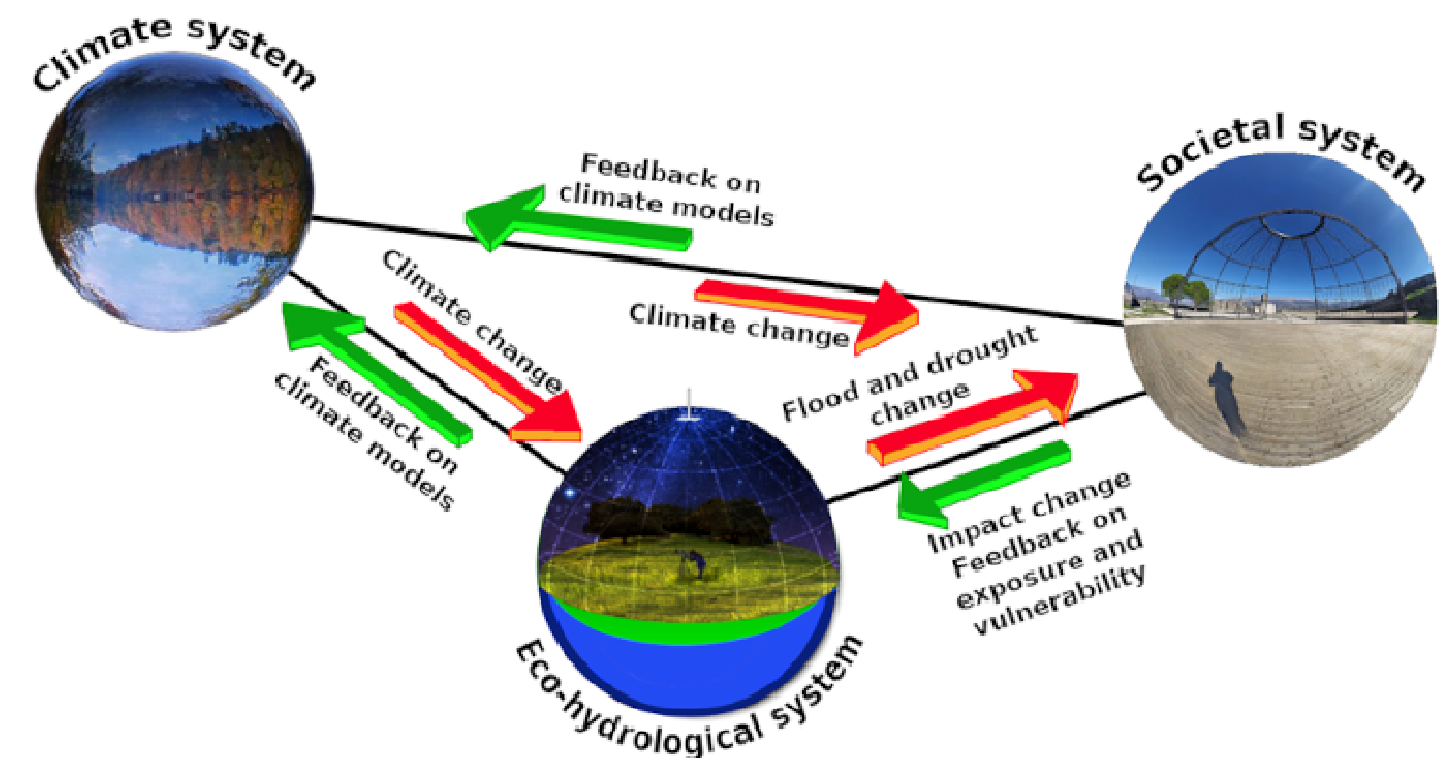 Climate system
Societal system
Feedback on
climate models
Climate change
Climate change
Feedback on
climate models
Flood and drought
change
Impact change
Feedback on
exposure and
vulnerability
Eco-hydrological system